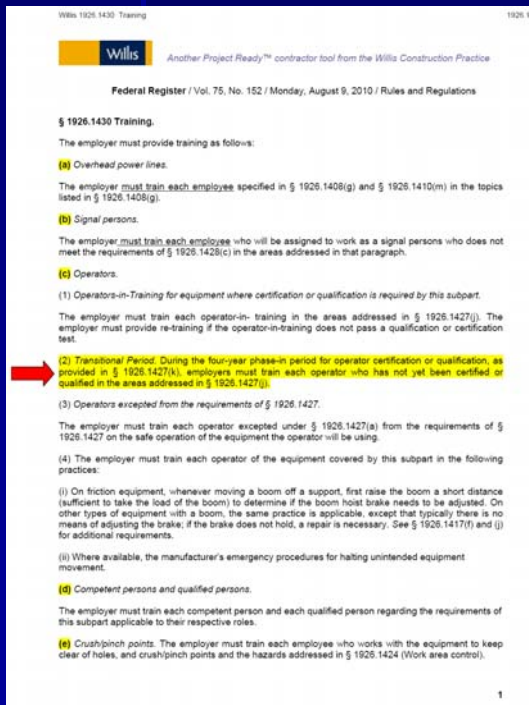 Willis 1926.1430 Training
1926.1
Willis
Another Project Ready™ contractor tool from the Willis Construction Practice
Federal Register / Vol. 75, No. 152 / Monday, August 9, 2010 / Rules and Regulations
§ 1926.1430 Training.
The employer must provide training as follows:
(a) Overhead power lines.
The employer must train each employee specified in § 1926.1408(g) and § 1926.1410(m) in the topics
listed in § 1926.1408(g).
(b) Signal persons.
The employer must train each employee who will be assigned to work as a signal persons who does not
meet the requirements of § 1926.1428(c) in the areas addressed in that paragraph.
(c) Operators.
(1) Operators-in-Training for equipment where certification or qualification is required by this subpart.
The employer must train each operator-in- training in the areas addressed in § 1926.1427(j). The
employer must provide re-training if the operator-in-training does not pass a qualification or certification
test.
(2) Transitional Period. During the four-year phase-in period for operator certification or qualification, as
provided in § 1926.1427(k), employers must train each operator who has not yet been certified or
qualified in the areas addressed in § 1926.1427(j).
(3) Operators excepted from the requirements of § 1926.1427.
The employer must train each operator excepted under § 1926.1427(a) from the requirements of §
1926.1427 on the safe operation of the equipment the operator will be using.
(4) The employer must train each operator of the equipment covered by this subpart in the following
practices:
(i) On friction equipment, whenever moving a boom off a support, first raise the boom a short distance
(sufficient to take the load of the boom) to determine if the boom hoist brake needs to be adjusted. On
other types of equipment with a boom, the same practice is applicable, except that typically there is no
means of adjusting the brake; if the brake does not hold, a repair is necessary. See § 1926.1417(f) and (j)
for additional requirements.
(ii) Where available, the manufacturer's emergency procedures for halting unintended equipment
movement.
(d) Competent persons and qualified persons.
The employer must train each competent person and each qualified person regarding the requirements of
this subpart applicable to their respective roles.
(e) Crush/pinch points. The employer must train each employee who works with the equipment to keep
clear of holes, and crush/pinch points and the hazards addressed in § 1926.1424 (Work area control).
1